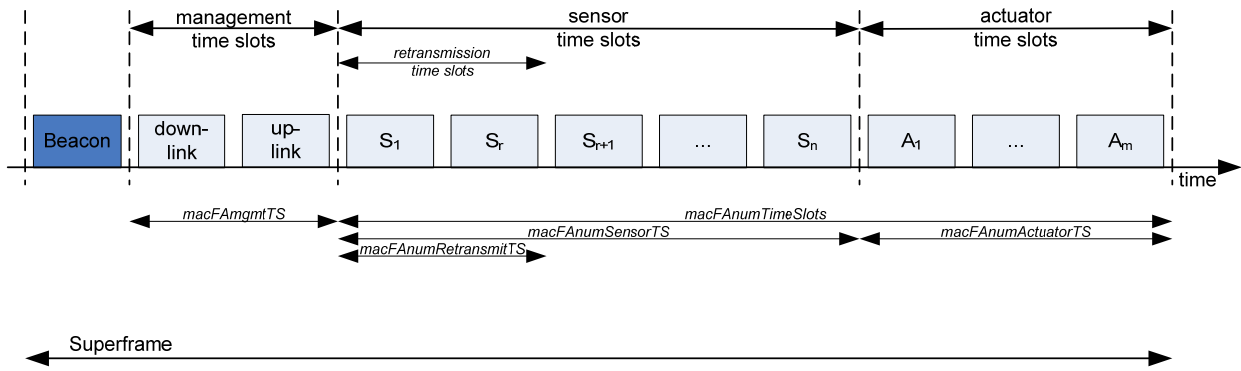 management
time slots
sensor
time slots
actuator
time slots
retransmission
time slots
Beacon
down-
link
up-
link
S1
Sr
Sr+1
...
Sn
A1
...
Am
time
macFAmgmtTS
macFAnumTimeSlots
macFAnumSensorTS
macFAnumActuatorTS
macFAnumRetransmitTS
Superframe